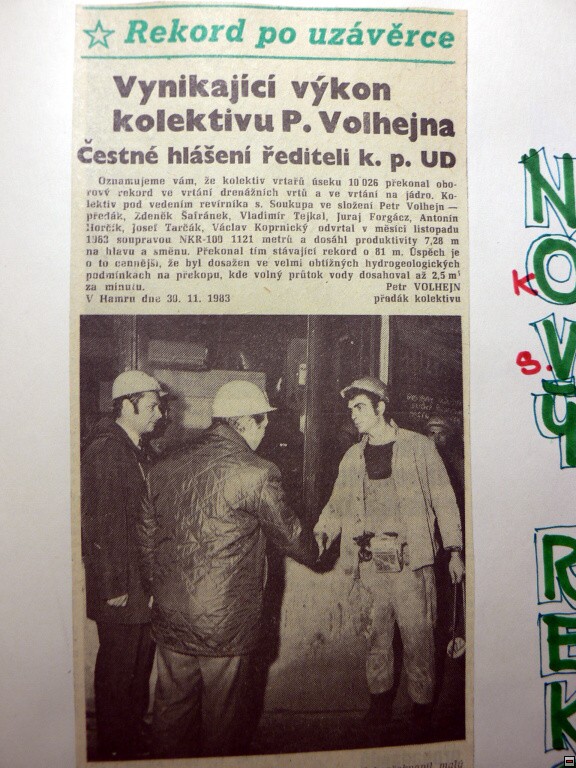 ☆ Rekord po uzávěrce
Vynikající výkon
kolektivu P. Volhejna
Čestné hlášení řediteli k. p. UD
Oznamujeme vám, že kolektiv vrtařů úseku 10 026 překonal obo-
rový rekord ve vrtání drenážních vrtů a ve vrtání na jádro. Ko-
lektiv pod vedením revírníka s. Soukupa ve složení Petr Volhejn —
předák, Zdeněk Šafránek, Vladimír Tejkal, Juraj Forgácz, Antonín
Horčík, Josef Tarčák, Václav Koprnický odvrtal v měsíci listopadu
1983 soupravou NKR-100 1121 metrů a dosáhl produktivity 7,28 m
na hlavu a směnu. Překonal tím stávající rekord o 81 m. Úspěch je
o to cennější, že byl dosažen ve velmi obtížných hydrogeologických
podmínkách na překopu, kde volný průtok vody dosahoval až 2,5 m³
za minutu. Petr VOLHEJN
V Hamru dne 30. 11. 1983 předák kolektivu
NOVÝ REK
K.
S.